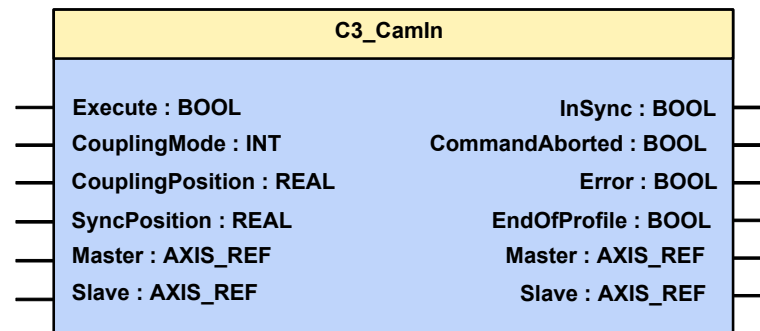 C3_CamIn
Execute : BOOL InSync : BOOL
CouplingMode : INT CommandAborted : BOOL
CouplingPosition : REAL Error : BOOL
SyncPosition : REAL EndOfProfile : BOOL
Master : AXIS_REF Master : AXIS_REF
Slave : AXIS_REF Slave : AXIS_REF